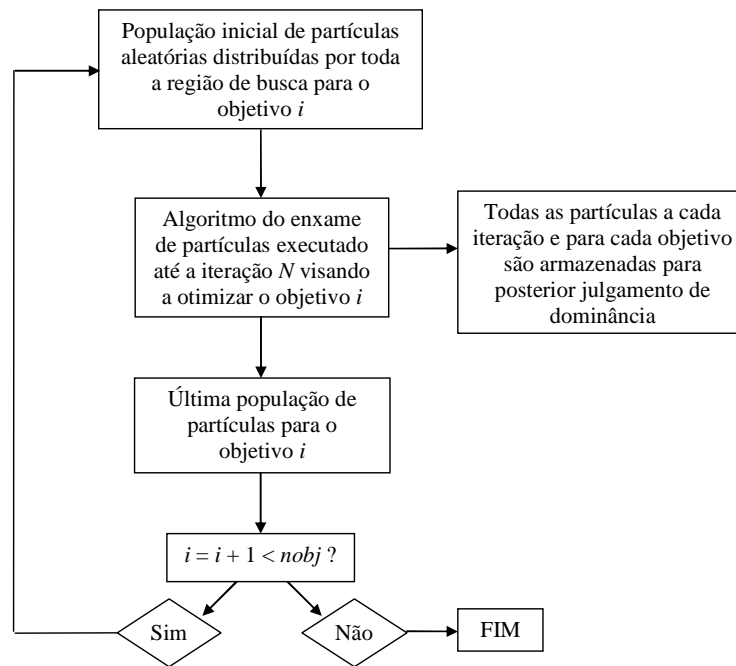 População inicial de partículas
aleatórias distribuídas por toda
a região de busca para o
objetivo i
Algoritmo do enxame
de partículas executado
até a iteração N visando
a otimizar o objetivo i
Todas as partículas a cada
iteração e para cada objetivo
são armazenadas para
posterior julgamento de
dominância
Última população de
partículas para o
objetivo i
i = i + 1 < nobj ?
Sim
Não
FIM